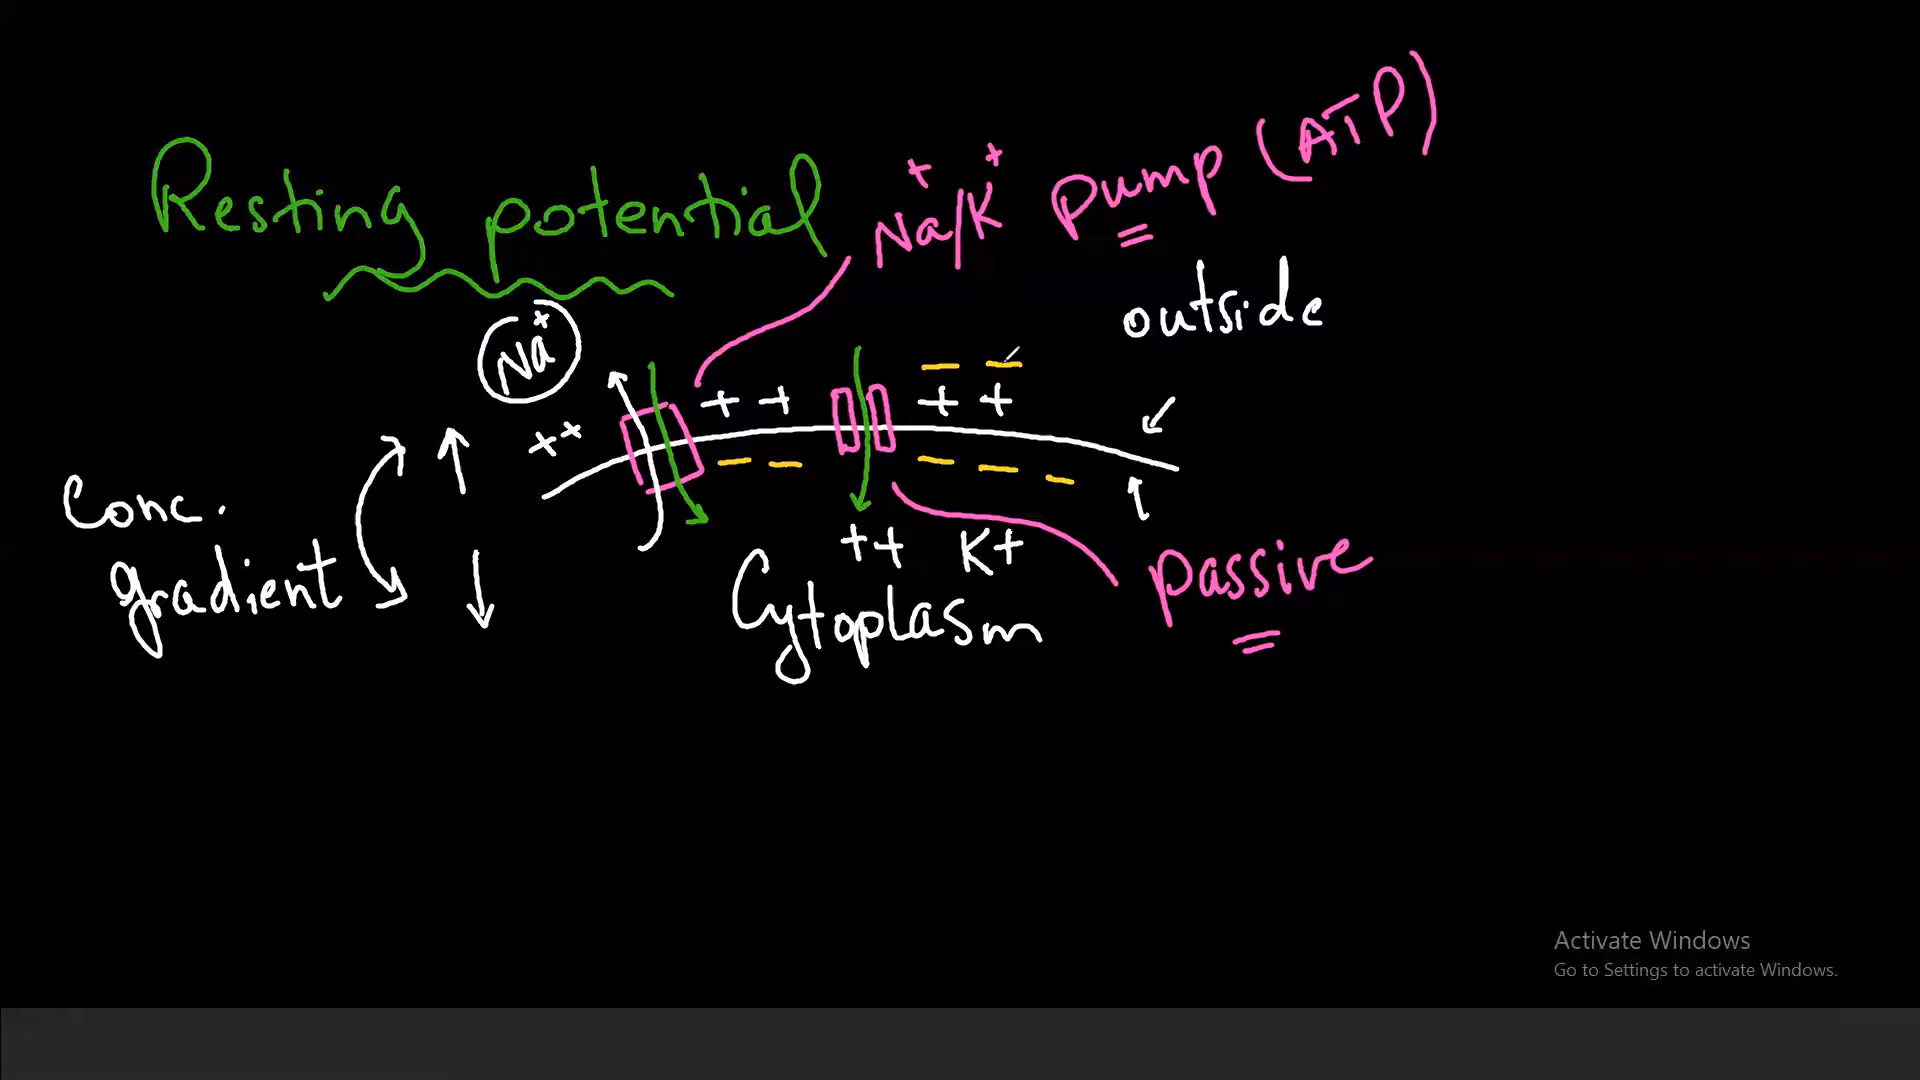 Resting potential
Na+/K+ Pump (ATP)
outside
Na+
+ + + +
++
Conc.
gradient
++ K+
Cytoplasm
passive
Activate Windows
Go to Settings to activate Windows.